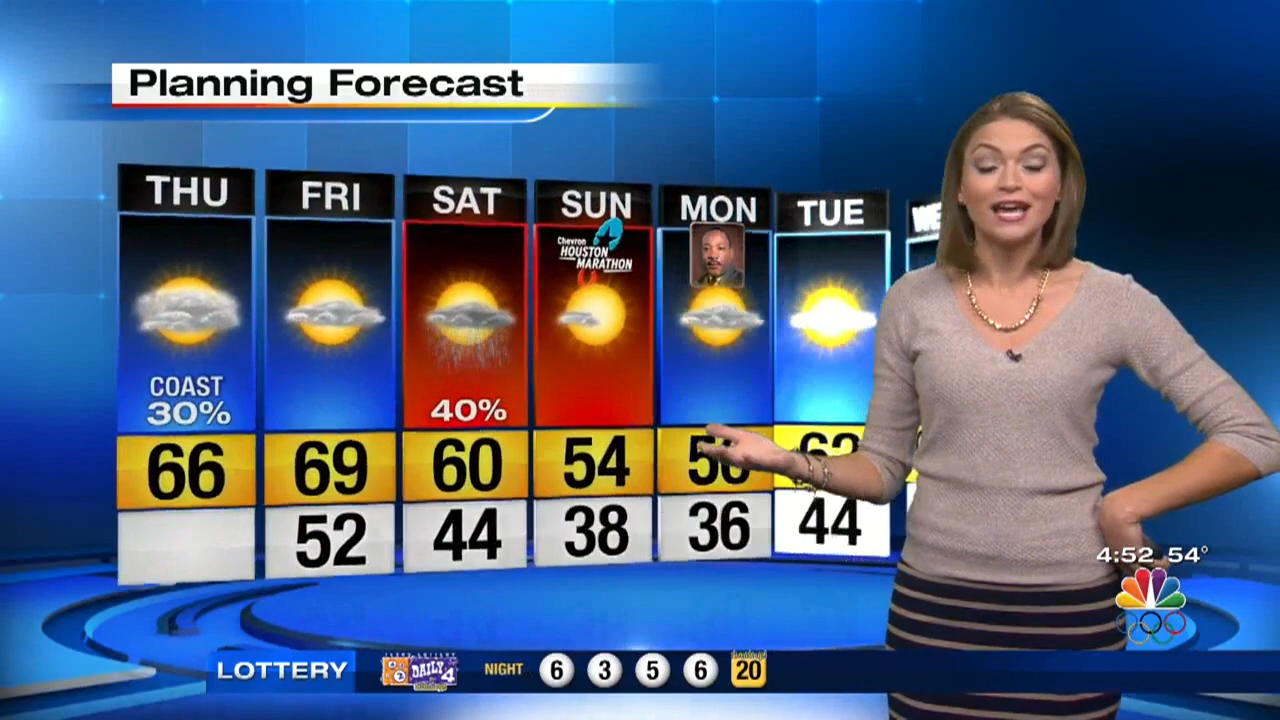 Planning Forecast
THU
FRI
SAT
SUN
MON
TUE
Chevron
HOUSTON
MARATHON
COAST
30%
40%
66
69
60
54
52
44
38
36
44
4:52 54°
LOTTERY
DAILY 4
NIGHT
6 3 5 6 20